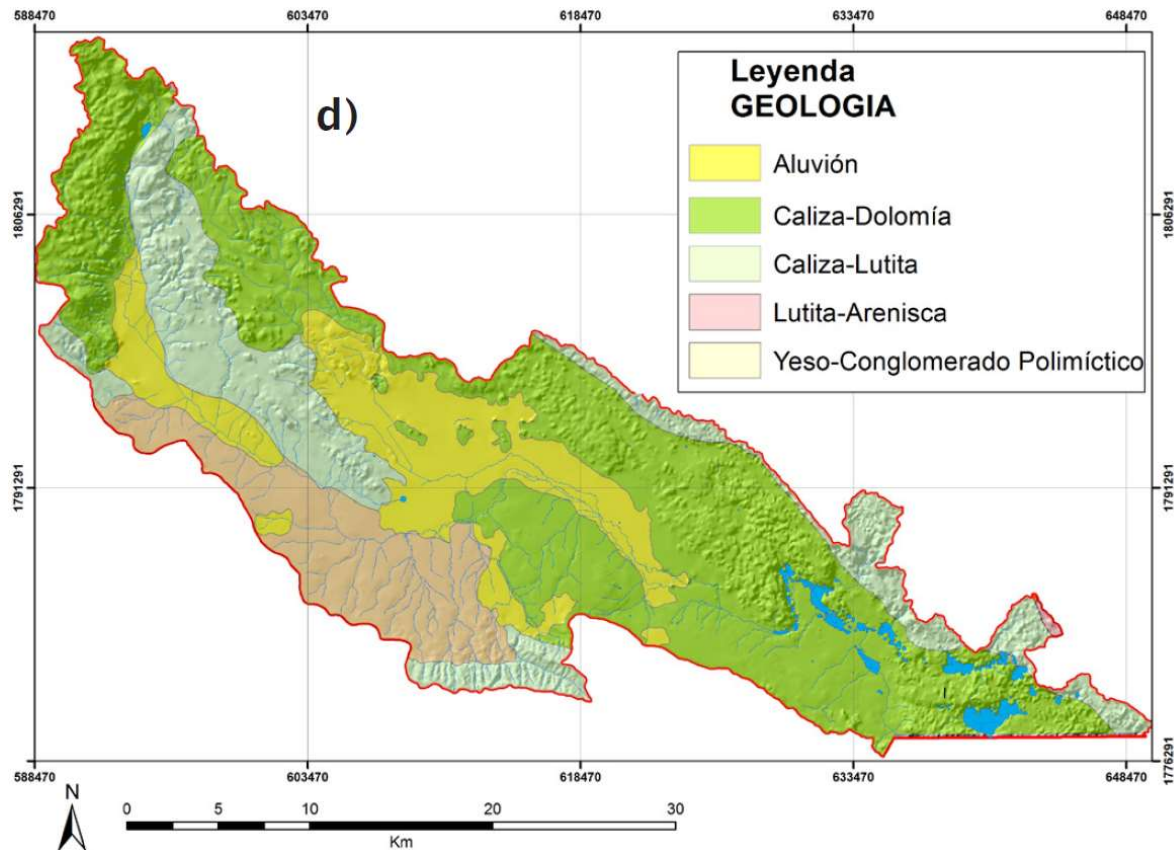 588470 603470 618470 633470 648470
d)
Leyenda
GEOLOGIA
Aluvión
Caliza-Dolomía
Caliza-Lutita
Lutita-Arenisca
Yeso-Conglomerado Polimíctico
1806291 1806291
1791291 1791291
1776291
588470 603470 618470 633470 648470
N
0 5 10 20 30
Km